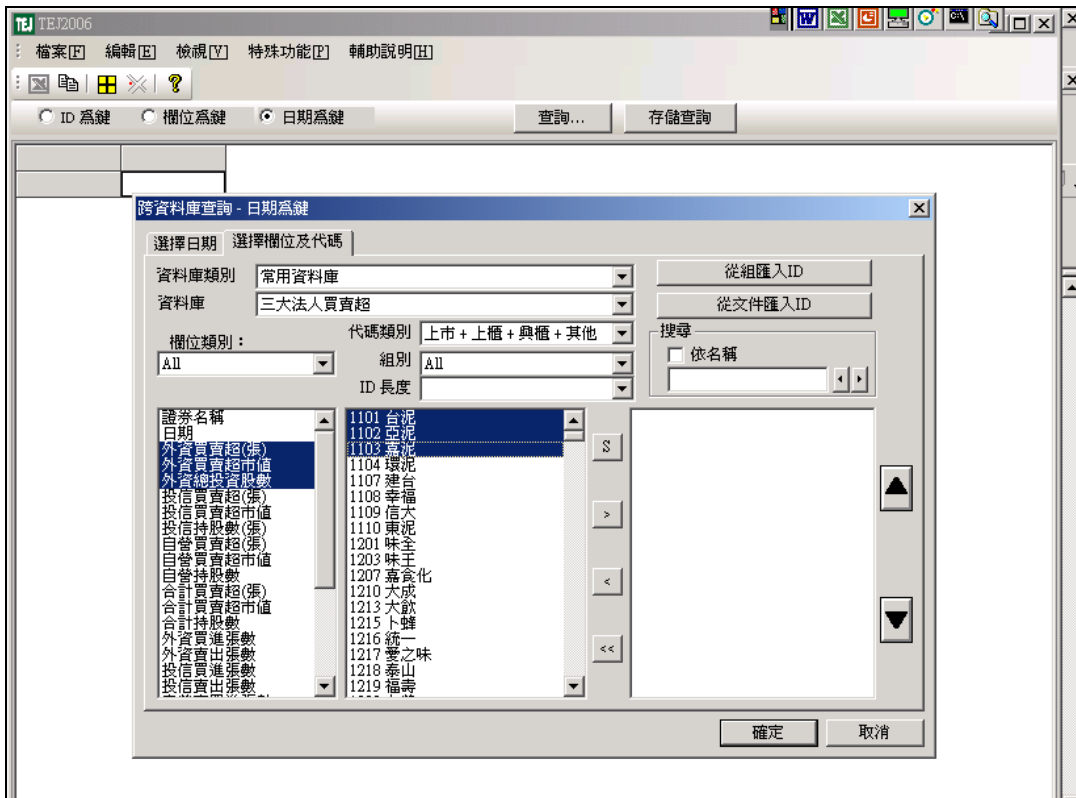 TEJ TEJ2006
檔案[F] 編輯[E] 檢視[V] 特殊功能[P] 輔助說明[H]
ID 為鍵 欄位為鍵 日期為鍵 查詢... 存儲查詢
跨資料庫查詢 - 日期為鍵
選擇日期 選擇欄位及代碼
資料庫類別 常用資料庫 從組匯入ID
資料庫 三大法人買賣超 從文件匯入ID
欄位類別： 代碼類別 上市 + 上櫃 + 興櫃 + 其他 搜尋
All 組別 All 依名稱
ID 長度
證券名稱
日期
外資買賣超(張)
外資買賣超市値
外資總投資股數
投信買賣超(張)
投信買賣超市値
投信持股數(張)
自營買賣超(張)
自營買賣超市値
自營持股數
合計買賣超(張)
合計買賣超市値
合計持股數
外資買進張數
外資賣出張數
投信買進張數
投信賣出張數
1101 台泥
1102 亞泥
1103 嘉泥
1104 環泥
1107 建台
1108 幸福
1109 信大
1110 東泥
1201 味全
1203 味王
1207 嘉食化
1210 大成
1213 大飲
1215 卜蜂
1216 統一
1217 愛之味
1218 泰山
1219 福壽
S
>
<
<<
確定 取消